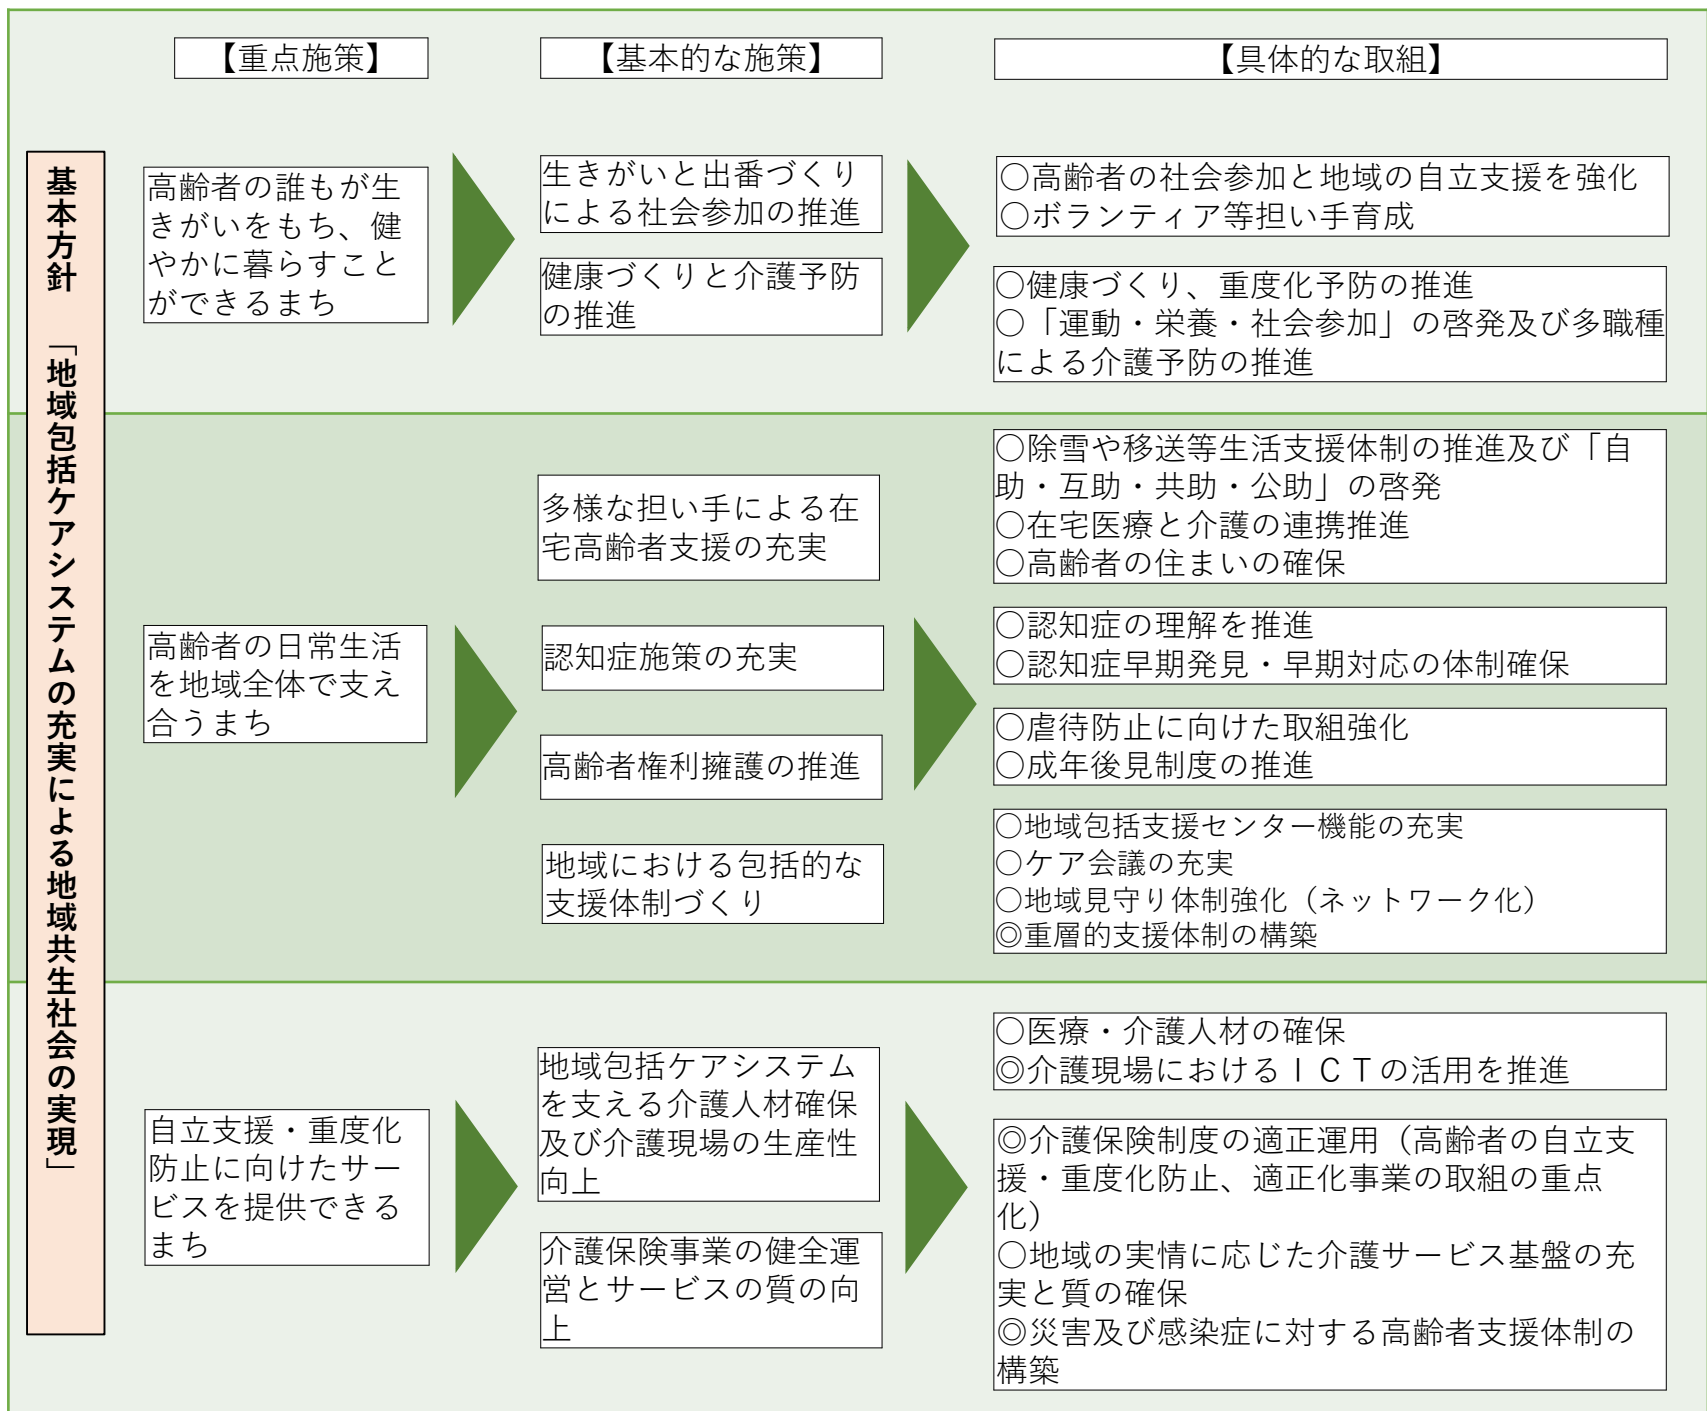 【重点施策】
【基本的な施策】
【具体的な取組】
基本方針　「地域包括ケアシステムの充実による地域共生社会の実現」
高齢者の誰もが生
きがいをもち、健
やかに暮らすこと
ができるまち
生きがいと出番づくり
による社会参加の推進
健康づくりと介護予防
の推進
○高齢者の社会参加と地域の自立支援を強化
○ボランティア等担い手育成
○健康づくり、重度化予防の推進
○「運動・栄養・社会参加」の啓発及び多職種
による介護予防の推進
高齢者の日常生活
を地域全体で支え
合うまち
多様な担い手による在
宅高齢者支援の充実
認知症施策の充実
高齢者権利擁護の推進
地域における包括的な
支援体制づくり
○除雪や移送等生活支援体制の推進及び「自
助・互助・共助・公助」の啓発
○在宅医療と介護の連携推進
○高齢者の住まいの確保
○認知症の理解を推進
○認知症早期発見・早期対応の体制確保
○虐待防止に向けた取組強化
○成年後見制度の推進
○地域包括支援センター機能の充実
○ケア会議の充実
○地域見守り体制強化（ネットワーク化）
◎重層的支援体制の構築
自立支援・重度化
防止に向けたサー
ビスを提供できる
まち
地域包括ケアシステム
を支える介護人材確保
及び介護現場の生産性
向上
介護保険事業の健全運
営とサービスの質の向
上
○医療・介護人材の確保
◎介護現場におけるＩＣＴの活用を推進
◎介護保険制度の適正運用（高齢者の自立支
援・重度化防止、適正化事業の取組の重点
化）
○地域の実情に応じた介護サービス基盤の充
実と質の確保
◎災害及び感染症に対する高齢者支援体制の
構築